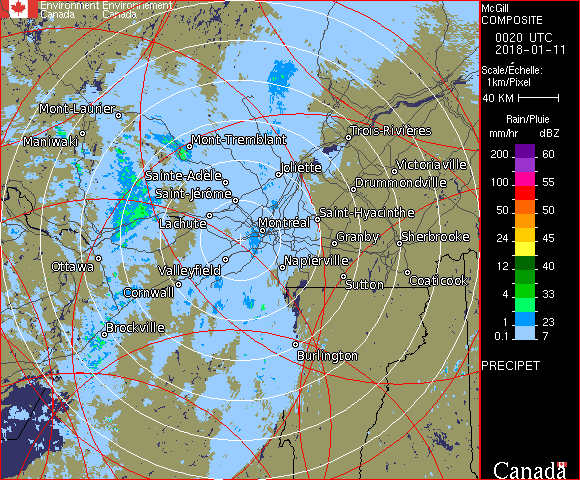 Environment Environnement
Canada Canada
McGill
COMPOSITE
0020 UTC
2018-01-11
Scale/Échelle:
1km/Pixel
40 KM
Rain/Pluie
mm/hr dBZ
200 60
100 55
50 50
24 45
12 40
4 33
1 23
0.1 7
PRECIPET
Canada
Mont-Laurier
Maniwaki
Mont-Tremblant
Trois-Rivières
Sainte-Adèle
Joliette
Victoriaville
Saint-Jérôme
Drummondville
Lachute
Montréal
Saint-Hyacinthe
Granby
Sherbrooke
Ottawa
Valleyfield
Napierville
Cornwall
Sutton
Coaticook
Brockville
Burlington